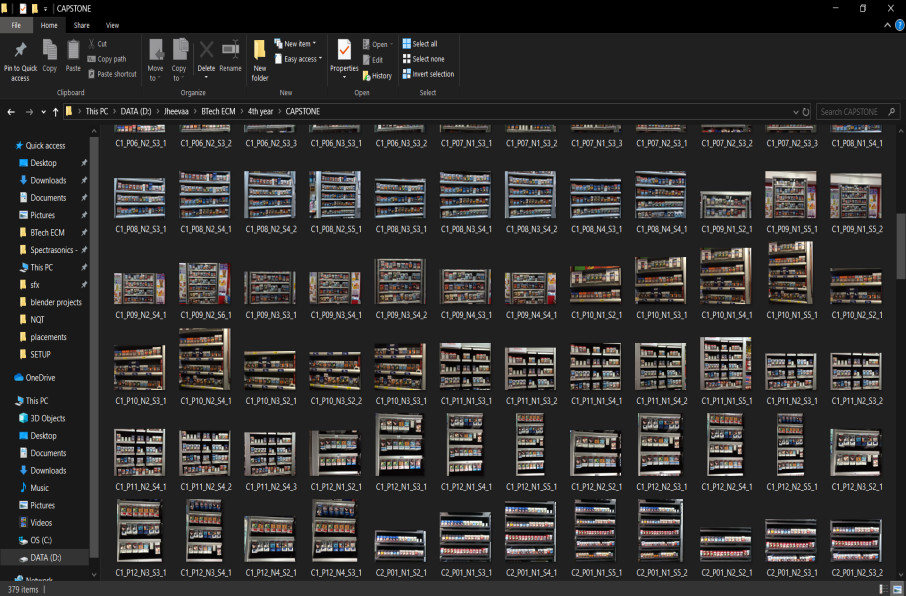 CAPSTONE
File Home Share View
Pin to Quick access
Copy
Paste
Cut
Copy path
Paste shortcut
Move to
Copy to
Delete
Rename
New folder
New item
Easy access
Properties
Open
Edit
History
Select all
Select none
Invert selection
Clipboard Organize New Open Select
This PC > DATA (D:) > Jheevaa > BTech ECM > 4th year > CAPSTONE
Search CAPSTONE
Quick access
Desktop
Downloads
Documents
Pictures
BTech ECM
Spectrasonics -
This PC
sfx
blender projects
NQT
placements
SETUP
OneDrive
This PC
3D Objects
Desktop
Documents
Downloads
Music
Pictures
Videos
OS (C:)
DATA (D:)
Network
C1_P06_N2_S3_1 C1_P06_N2_S3_2 C1_P06_N2_S3_3 C1_P06_N3_S3_1 C1_P06_N3_S3_2 C1_P07_N1_S3_1 C1_P07_N1_S3_2 C1_P07_N1_S3_3 C1_P07_N2_S3_1 C1_P07_N2_S3_2 C1_P07_N2_S3_3 C1_P08_N1_S4_1
C1_P08_N2_S3_1 C1_P08_N2_S4_1 C1_P08_N2_S4_2 C1_P08_N2_S5_1 C1_P08_N3_S3_1 C1_P08_N3_S4_1 C1_P08_N3_S4_2 C1_P08_N4_S3_1 C1_P08_N4_S4_1 C1_P09_N1_S2_1 C1_P09_N1_S5_1 C1_P09_N1_S5_2
C1_P09_N2_S4_1 C1_P09_N2_S6_1 C1_P09_N3_S3_1 C1_P09_N3_S4_1 C1_P09_N3_S4_2 C1_P09_N4_S3_1 C1_P09_N4_S4_1 C1_P10_N1_S2_1 C1_P10_N1_S3_1 C1_P10_N1_S4_1 C1_P10_N1_S5_1 C1_P10_N2_S2_1
C1_P10_N2_S3_1 C1_P10_N2_S4_1 C1_P10_N3_S2_1 C1_P10_N3_S2_2 C1_P10_N3_S3_1 C1_P11_N1_S3_1 C1_P11_N1_S3_2 C1_P11_N1_S4_1 C1_P11_N1_S4_2 C1_P11_N1_S5_1 C1_P11_N2_S3_1 C1_P11_N2_S3_2
C1_P11_N2_S4_1 C1_P11_N2_S4_2 C1_P11_N2_S4_3 C1_P12_N1_S2_1 C1_P12_N1_S3_1 C1_P12_N1_S4_1 C1_P12_N1_S5_1 C1_P12_N2_S2_1 C1_P12_N2_S3_1 C1_P12_N2_S4_1 C1_P12_N2_S5_1 C1_P12_N3_S2_1
C1_P12_N3_S3_1 C1_P12_N3_S4_1 C1_P12_N4_S2_1 C1_P12_N4_S3_1 C2_P01_N1_S2_1 C2_P01_N1_S3_1 C2_P01_N1_S4_1 C2_P01_N1_S5_1 C2_P01_N1_S5_2 C2_P01_N2_S2_1 C2_P01_N2_S3_1 C2_P01_N2_S3_2
379 items